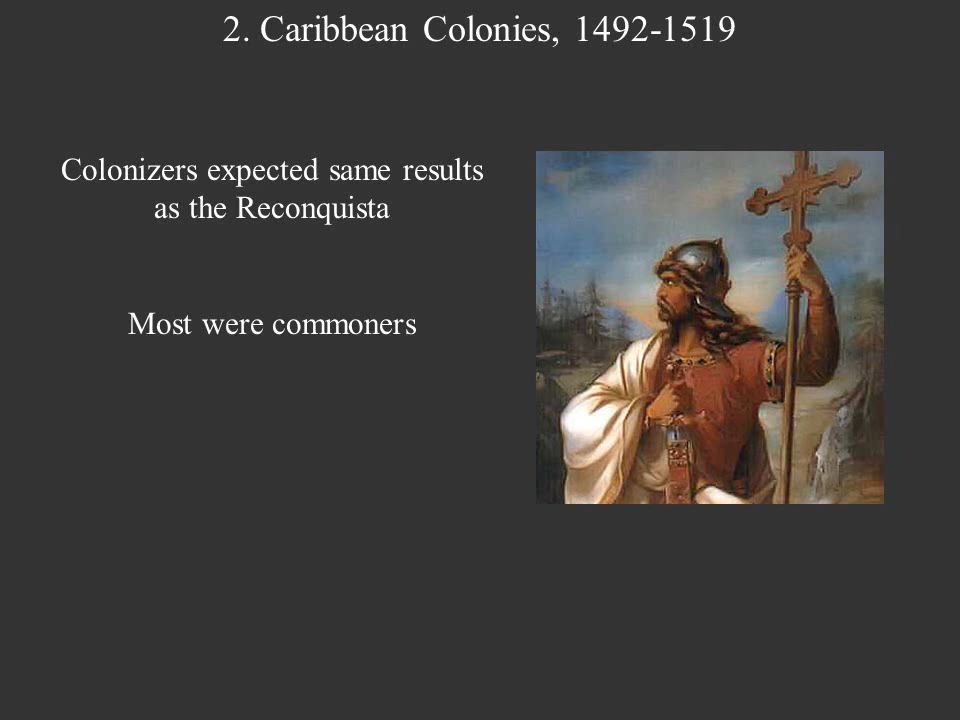 2. Caribbean Colonies, 1492-1519
Colonizers expected same results
as the Reconquista
Most were commoners